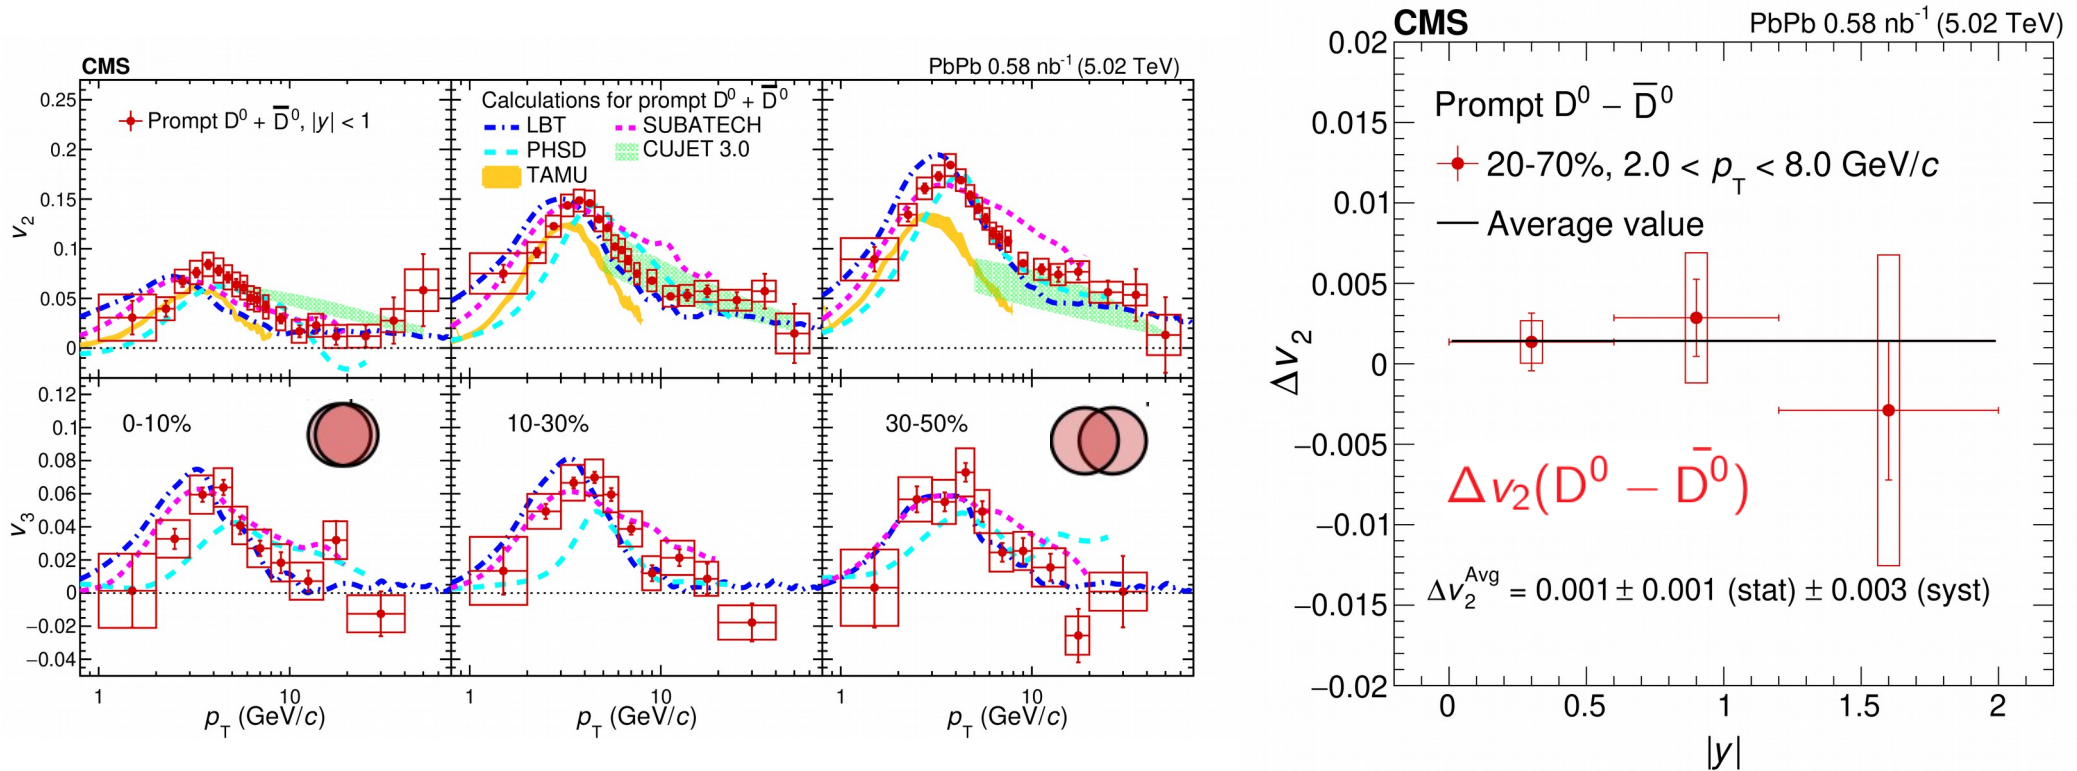 CMS
PbPb 0.58 nb⁻¹ (5.02 TeV)
v₂
0.25
0.2
0.15
0.1
0.05
0
Prompt D⁰ + D̅⁰, |y| < 1
Calculations for prompt D⁰ + D̅⁰
LBT
PHSD
TAMU
SUBATECH
CUJET 3.0
v₃
0.12
0.1
0.08
0.06
0.04
0.02
0
−0.02
−0.04
0-10%
10-30%
30-50%
1 10 1 10 1 10
p_T (GeV/c) p_T (GeV/c) p_T (GeV/c)
CMS
PbPb 0.58 nb⁻¹ (5.02 TeV)
Δv₂
0.02
0.015
0.01
0.005
0
−0.005
−0.01
−0.015
−0.02
Prompt D⁰ − D̅⁰
20-70%, 2.0 < p_T < 8.0 GeV/c
Average value
Δv₂(D⁰ − D̅⁰)
Δv₂^Avg = 0.001 ± 0.001 (stat) ± 0.003 (syst)
0 0.5 1 1.5 2
|y|